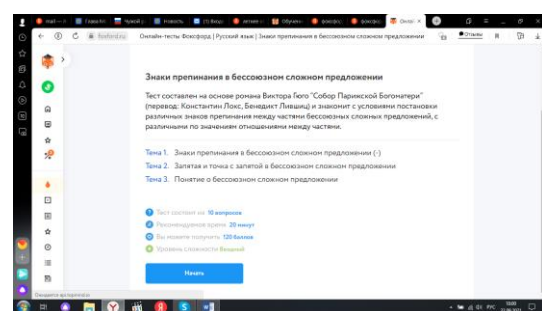 foxford.ru
Онлайн-тесты Фоксфорд | Русский язык | Знаки препинания в бессоюзном сложном предложении
Отзывы
Знаки препинания в бессоюзном сложном предложении
Тест составлен на основе романа Виктора Гюго "Собор Парижской Богоматери"
(перевод: Константин Локс, Бенедикт Лившиц) и знакомит с условиями постановки
различных знаков препинания между частями бессоюзных сложных предложений, с
различными по значениям отношениями между частями.
Тема 1. Знаки препинания в бессоюзном сложном предложении (-)
Тема 2. Запятая и точка с запятой в бессоюзном сложном предложении
Тема 3. Понятие о бессоюзном сложном предложении
Тест состоит из 10 вопросов
Рекомендуемое время 20 минут
Вы можете получить 120 баллов
Уровень сложности Базовый
Начать